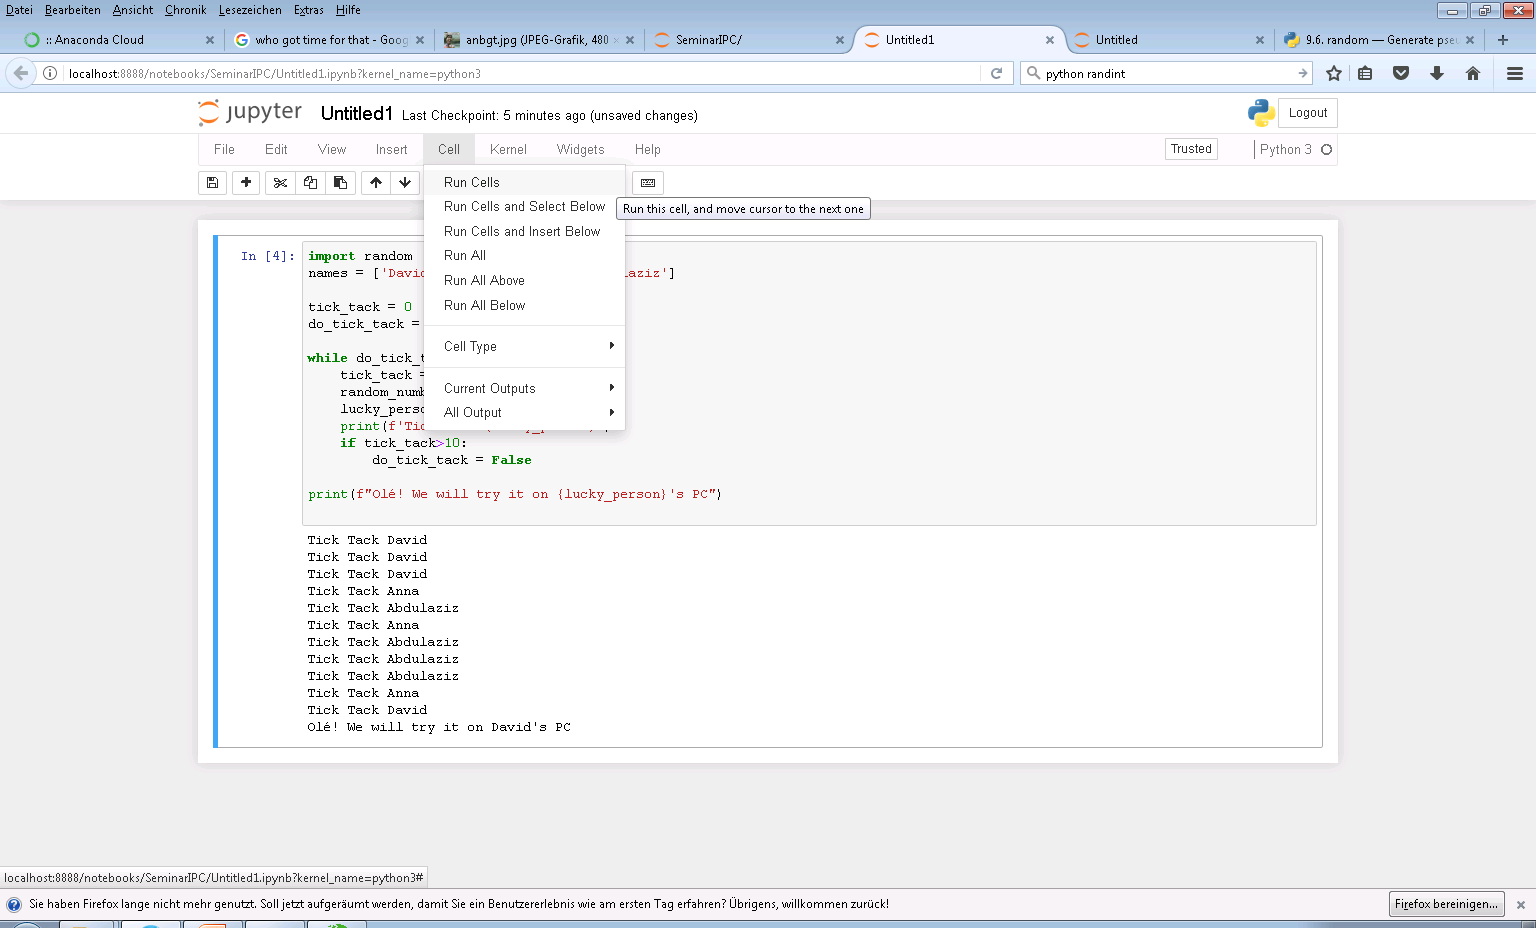 Datei Bearbeiten Ansicht Chronik Lesezeichen Extras Hilfe
:: Anaconda Cloud
who got time for that - Goog
anbgt.jpg (JPEG-Grafik, 480
SeminarIPC/
Untitled1
Untitled
9.6. random — Generate pseu
localhost:8888/notebooks/SeminarIPC/Untitled1.ipynb?kernel_name=python3
python randint
jupyter Untitled1 Last Checkpoint: 5 minutes ago (unsaved changes)
Logout
File Edit View Insert Cell Kernel Widgets Help
Trusted
Python 3
Run Cells
Run Cells and Select Below
Run this cell, and move cursor to the next one
Run Cells and Insert Below
Run All
Run All Above
Run All Below
Cell Type
Current Outputs
All Output
In [4]:
import random
names = ['David laziz']
tick_tack = 0
do_tick_tack =
while do_tick_t
tick_tack =
random_numb
lucky_perso
print(f'Tic
if tick_tack>10:
do_tick_tack = False
print(f"Olé! We will try it on {lucky_person}'s PC")
Tick Tack David
Tick Tack David
Tick Tack David
Tick Tack Anna
Tick Tack Abdulaziz
Tick Tack Anna
Tick Tack Abdulaziz
Tick Tack Abdulaziz
Tick Tack Abdulaziz
Tick Tack Anna
Tick Tack David
Olé! We will try it on David's PC
localhost:8888/notebooks/SeminarIPC/Untitled1.ipynb?kernel_name=python3#
Sie haben Firefox lange nicht mehr genutzt. Soll jetzt aufgeräumt werden, damit Sie ein Benutzererlebnis wie am ersten Tag erfahren? Übrigens, willkommen zurück!
Firefox bereinigen...